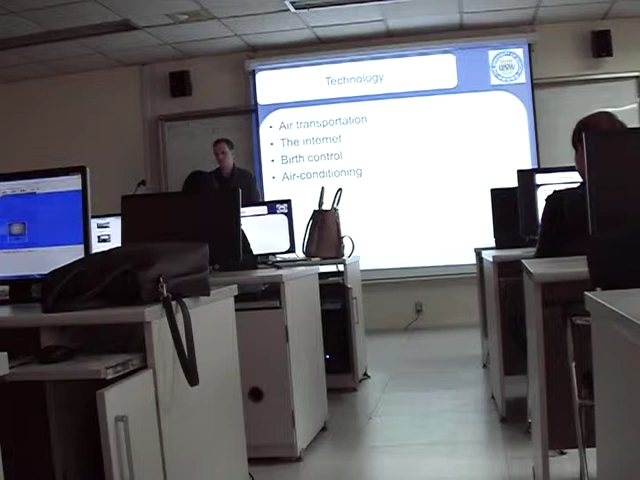 Technology
• Air transportation
• The internet
• Birth control
• Air-conditioning